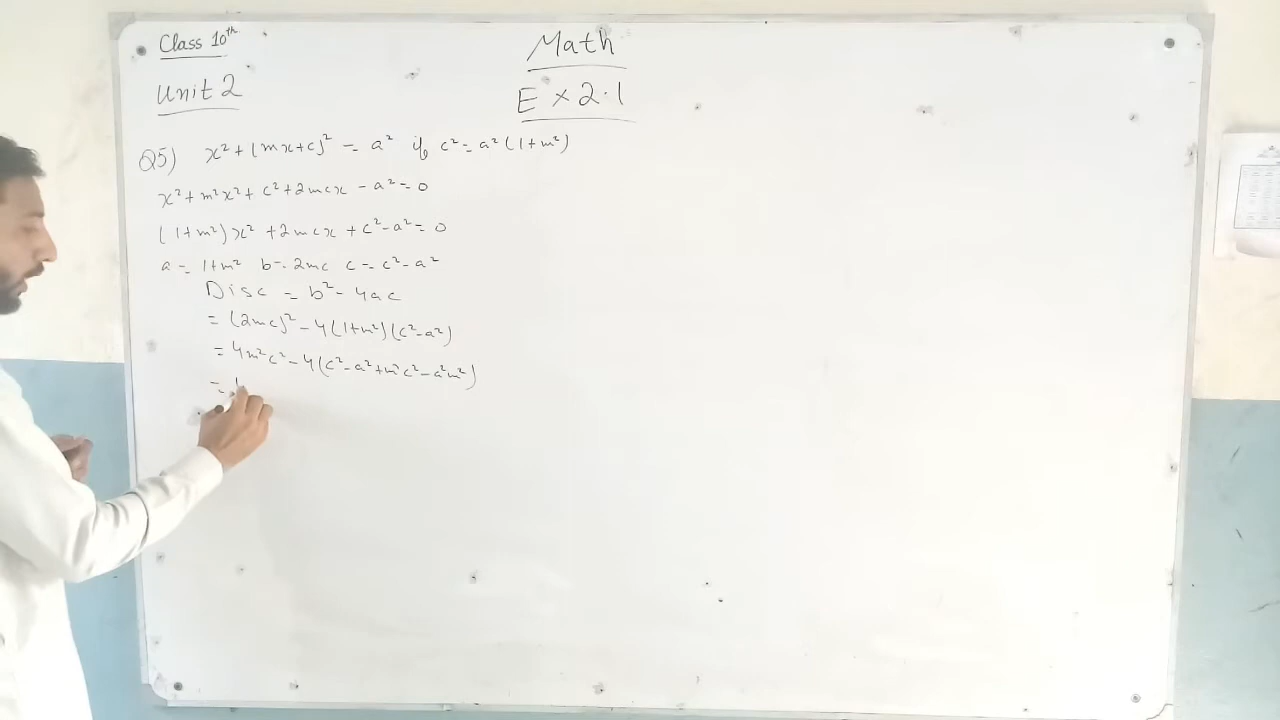 Class 10th
Math
Unit 2
Ex 2.1
Q5) x² + (mx+c)² = a² if c² = a²(1+m²)
x² + m²x² + c² + 2mcx - a² = 0
(1+m²)x² + 2mcx + c² - a² = 0
a = 1+m² b = 2mc c = c² - a²
Disc = b² - 4ac
= (2mc)² - 4(1+m²)(c²-a²)
= 4m²c² - 4(c² - a² + m²c² - a²m²)
=